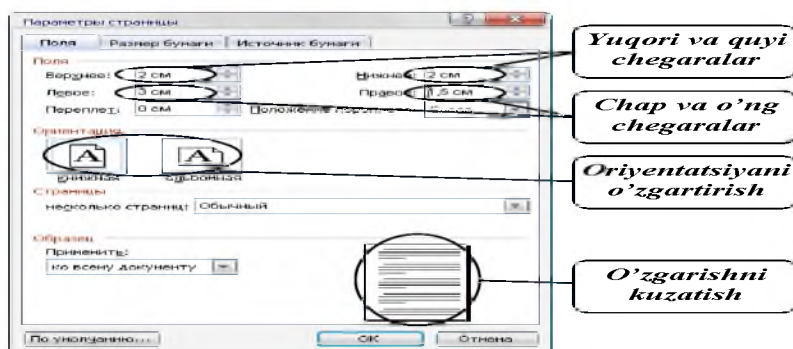 Параметры страницы
Поля Размер бумаги Источник бумаги
Поля
Верхнее: 2 см Нижнее: 2 см
Левое: 3 см Правое: 1,5 см
Переплет: 0 см Положение
Ориентация
A A
книжная альбомная
Страницы
несколько страниц: Обычный
Образец
Применить:
ко всему документу
По умолчанию... ОК Отмена
Yuqori va quyi
chegaralar
Chap va o'ng
chegaralar
Oriyentatsiyani
o'zgartirish
O'zgarishni
kuzatish